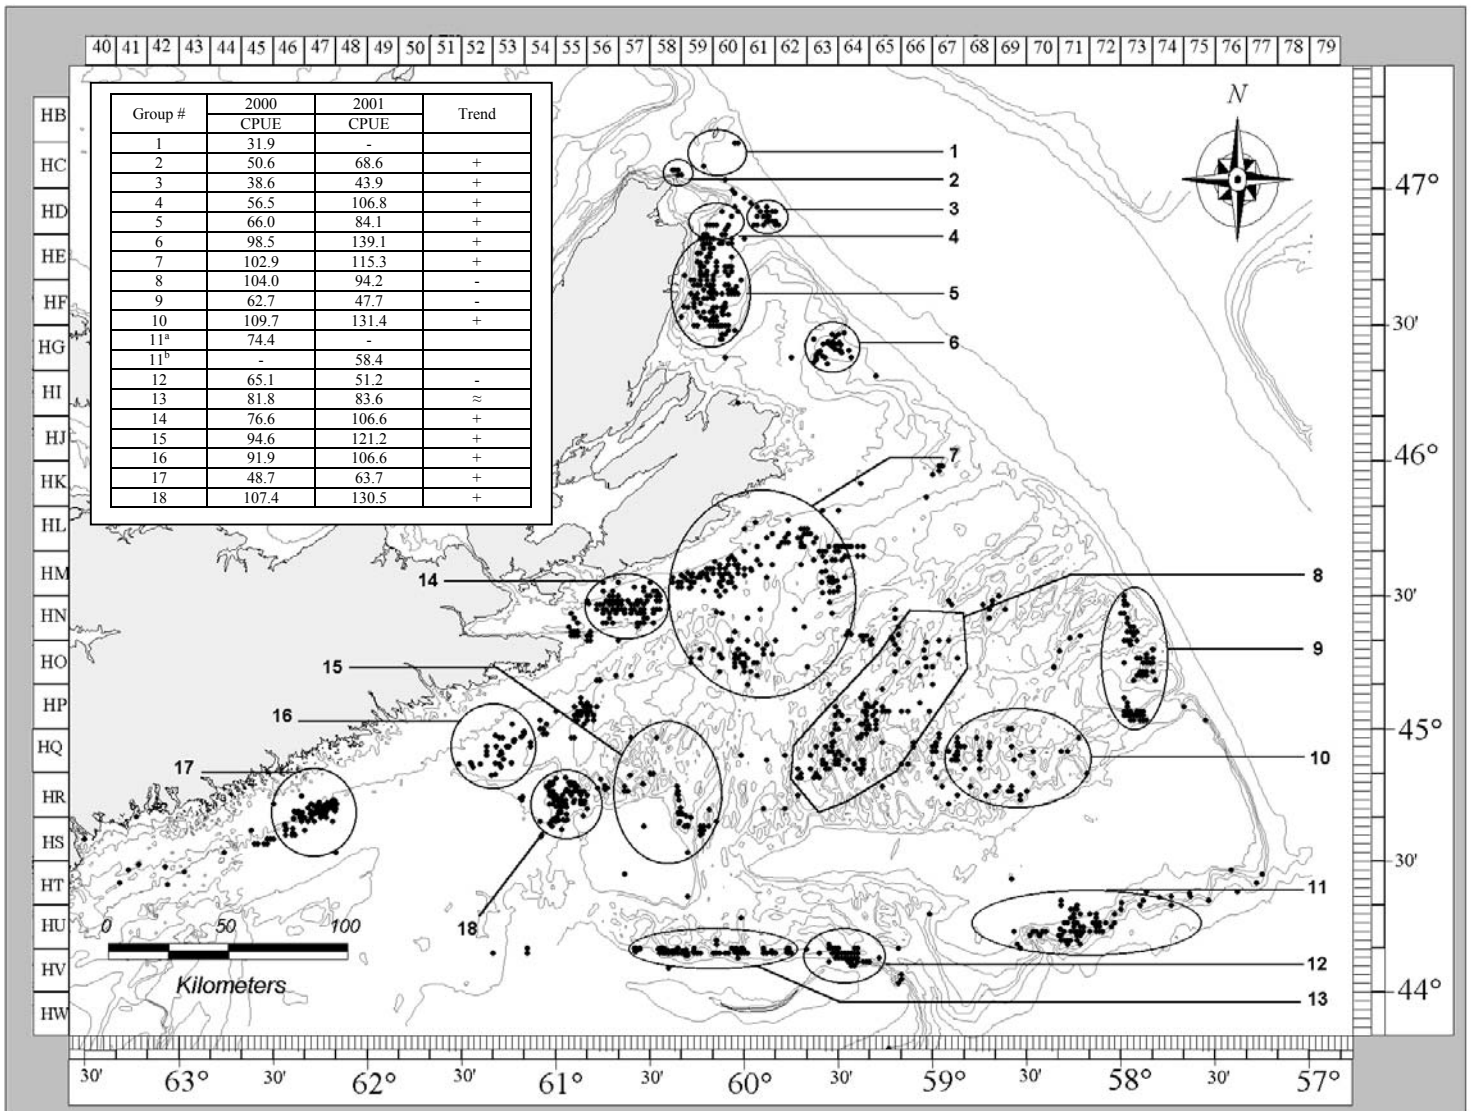 40 41 42 43 44 45 46 47 48 49 50 51 52 53 54 55 56 57 58 59 60 61 62 63 64 65 66 67 68 69 70 71 72 73 74 75 76 77 78 79
HB
HC
HD
HE
HF
HG
HI
HJ
HK
HL
HM
HN
HO
HP
HQ
HR
HS
HT
HU
HV
HW
Group # 2000 2001 Trend
CPUE CPUE
1 31.9 -
2 50.6 68.6 +
3 38.6 43.9 +
4 56.5 106.8 +
5 66.0 84.1 +
6 98.5 139.1 +
7 102.9 115.3 +
8 104.0 94.2 -
9 62.7 47.7 -
10 109.7 131.4 +
11a 74.4 -
11b - 58.4
12 65.1 51.2 -
13 81.8 83.6 ≈
14 76.6 106.6 +
15 94.6 121.2 +
16 91.9 106.6 +
17 48.7 63.7 +
18 107.4 130.5 +
N
1
2
3
4
5
6
7
8
9
10
11
12
13
14
15
16
17
18
47°
30'
46°
30'
45°
30'
44°
0 50 100
Kilometers
30' 63° 30' 62° 30' 61° 30' 60° 30' 59° 30' 58° 30' 57°